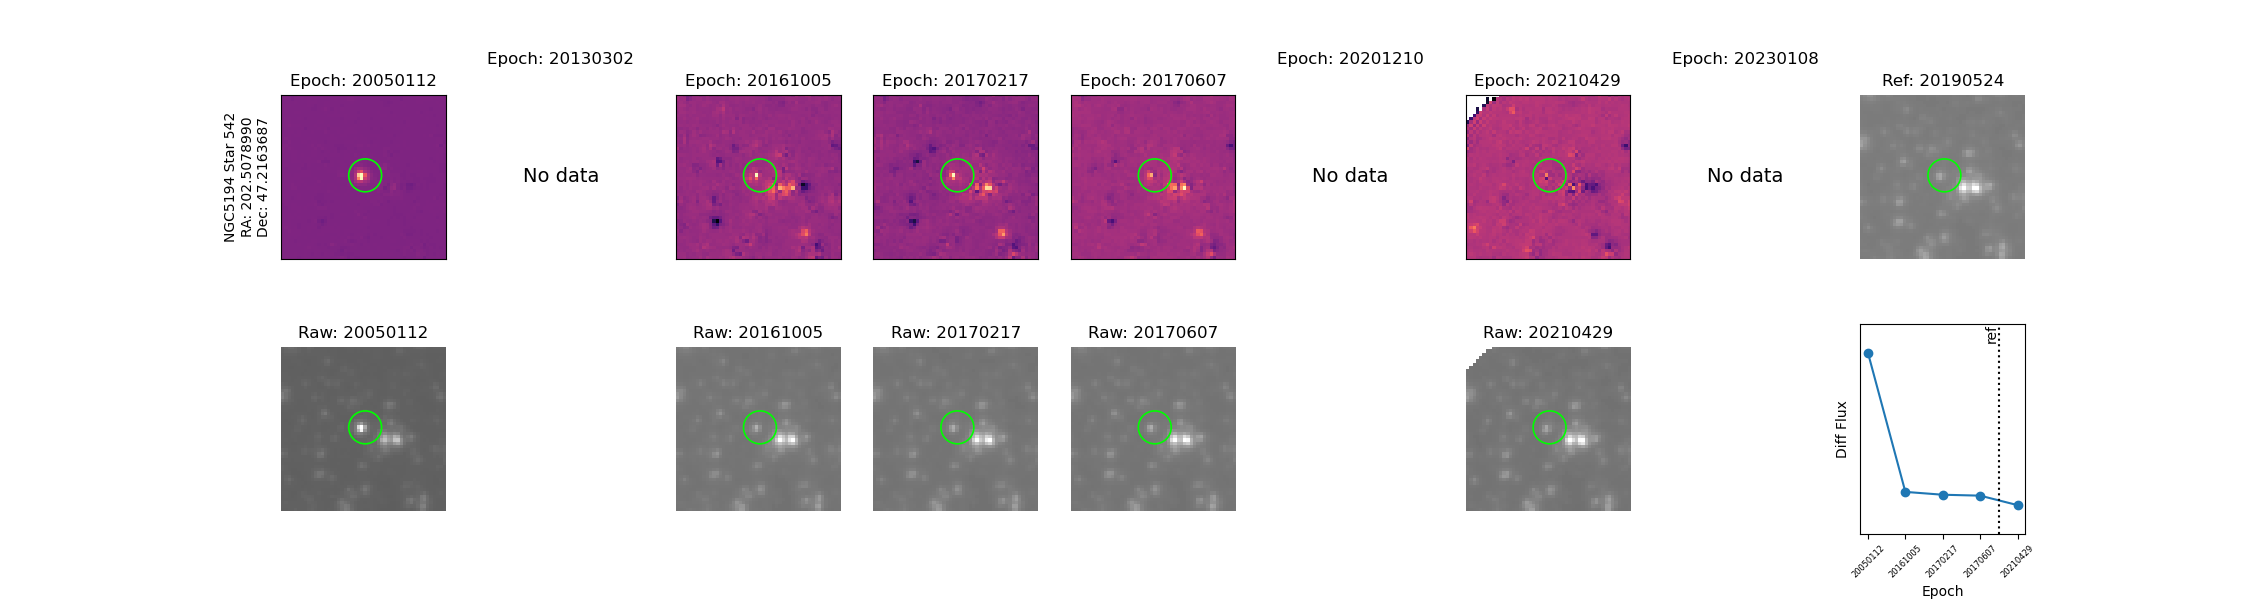 Epoch: 20130302
Epoch: 20201210
Epoch: 20230108
Epoch: 20050112
Epoch: 20161005
Epoch: 20170217
Epoch: 20170607
Epoch: 20210429
Ref: 20190524
NGC5194 Star 542
RA: 202.5078990
Dec: 47.2163687
No data
No data
No data
Raw: 20050112
Raw: 20161005
Raw: 20170217
Raw: 20170607
Raw: 20210429
ref
Diff Flux
20050112
20161005
20170217
20170607
20210429
Epoch